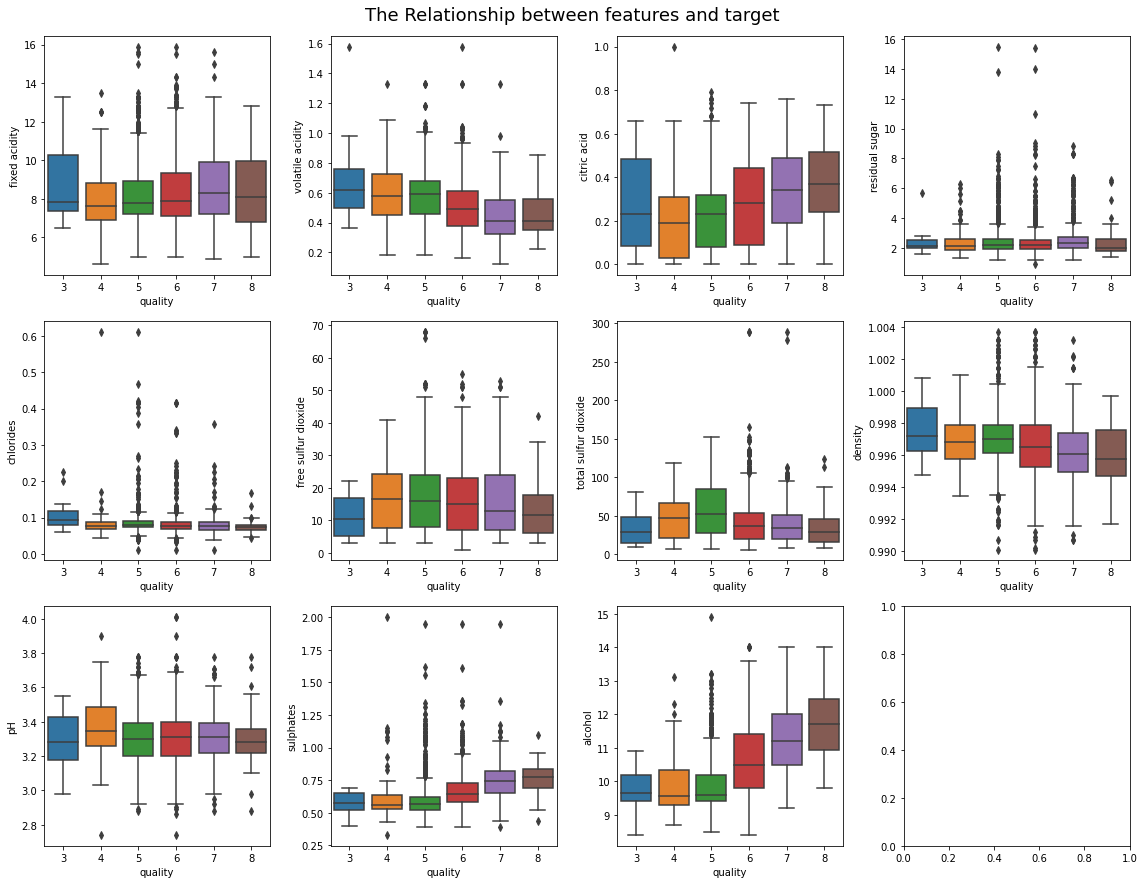 The Relationship between features and target
16
14
12
10
8
6
fixed acidity
3 4 5 6 7 8
quality
1.6
1.4
1.2
1.0
0.8
0.6
0.4
0.2
volatile acidity
3 4 5 6 7 8
quality
1.0
0.8
0.6
0.4
0.2
0.0
citric acid
3 4 5 6 7 8
quality
16
14
12
10
8
6
4
2
residual sugar
3 4 5 6 7 8
quality
0.6
0.5
0.4
0.3
0.2
0.1
0.0
chlorides
3 4 5 6 7 8
quality
70
60
50
40
30
20
10
0
free sulfur dioxide
3 4 5 6 7 8
quality
300
250
200
150
100
50
0
total sulfur dioxide
3 4 5 6 7 8
quality
1.004
1.002
1.000
0.998
0.996
0.994
0.992
0.990
density
3 4 5 6 7 8
quality
4.0
3.8
3.6
3.4
3.2
3.0
2.8
pH
3 4 5 6 7 8
quality
2.00
1.75
1.50
1.25
1.00
0.75
0.50
0.25
sulphates
3 4 5 6 7 8
quality
15
14
13
12
11
10
9
alcohol
3 4 5 6 7 8
quality
1.0
0.8
0.6
0.4
0.2
0.0
0.0 0.2 0.4 0.6 0.8 1.0